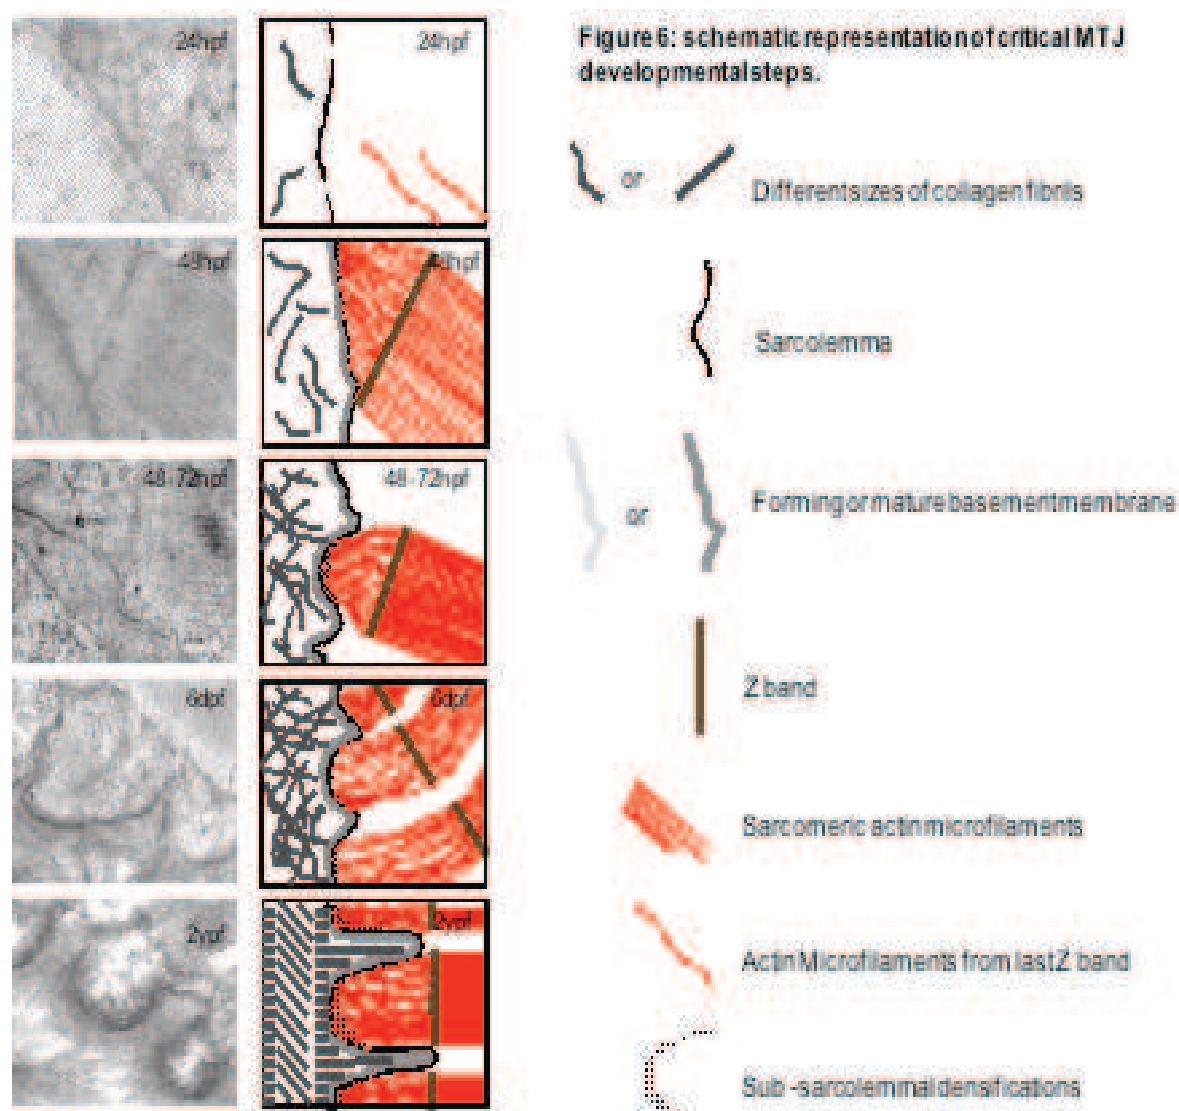 24hpf
24hpf
Figure 6: schematic representation of critical MTJ
developmental steps.
or
Different sizes of collagen fibrils
48hpf
48hpf
Sarcolemma
48-72hpf
48-72hpf
or
Forming or mature basement membrane
6dpf
6dpf
Z band
Sarcomeric actin microfilaments
2ypf
2ypf
Actin Microfilaments from last Z band
Sub-sarcolemmal densifications